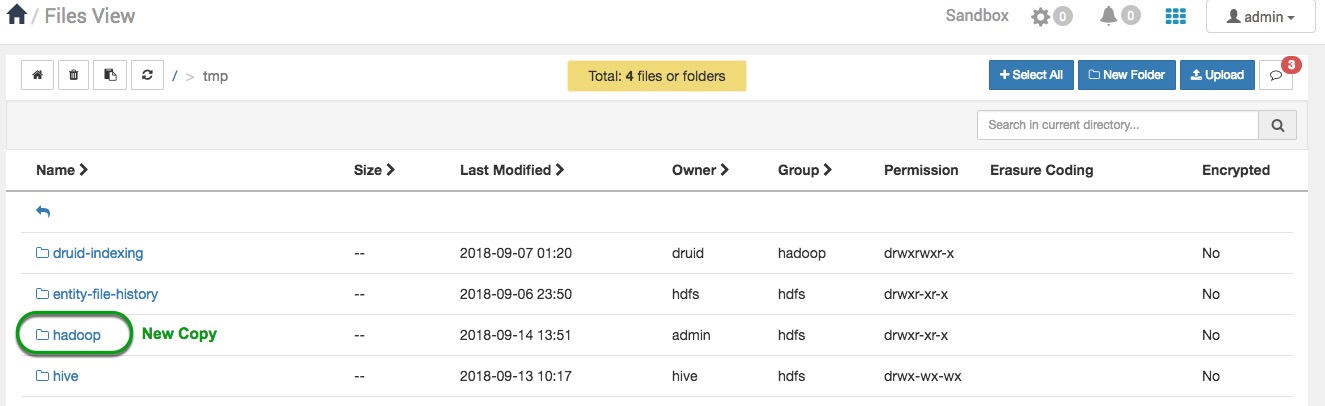 / Files View Sandbox 0 0 admin
/ > tmp Total: 4 files or folders Select All New Folder Upload 3
Search in current directory...
Name Size Last Modified Owner Group Permission Erasure Coding Encrypted
druid-indexing -- 2018-09-07 01:20 druid hadoop drwxrwxr-x No
entity-file-history -- 2018-09-06 23:50 hdfs hdfs drwxr-xr-x No
hadoop New Copy -- 2018-09-14 13:51 admin hdfs drwxr-xr-x No
hive -- 2018-09-13 10:17 hive hdfs drwx-wx-wx No